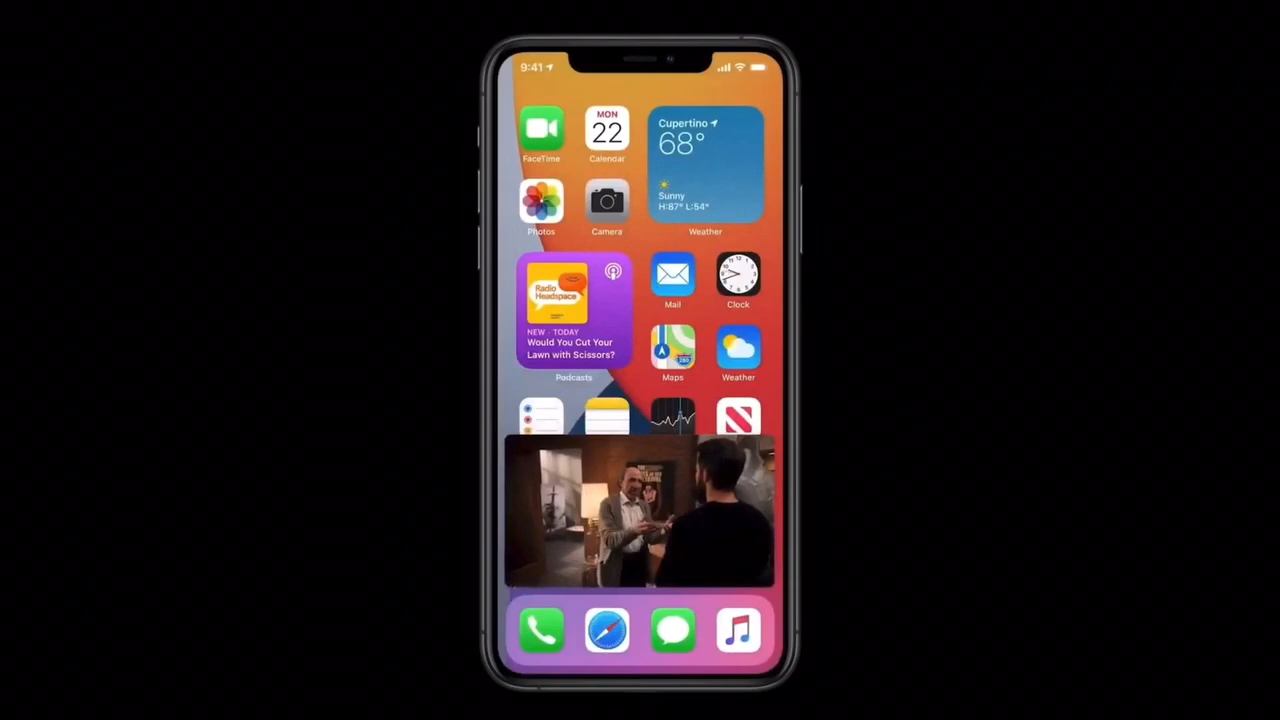 9:41
FaceTime
MON
22
Calendar
Cupertino
68°
Sunny
H:87° L:54°
Weather
Photos
Camera
Radio
Headspace
NEW · TODAY
Would You Cut Your
Lawn with Scissors?
Podcasts
Mail
Clock
280
Maps
Weather